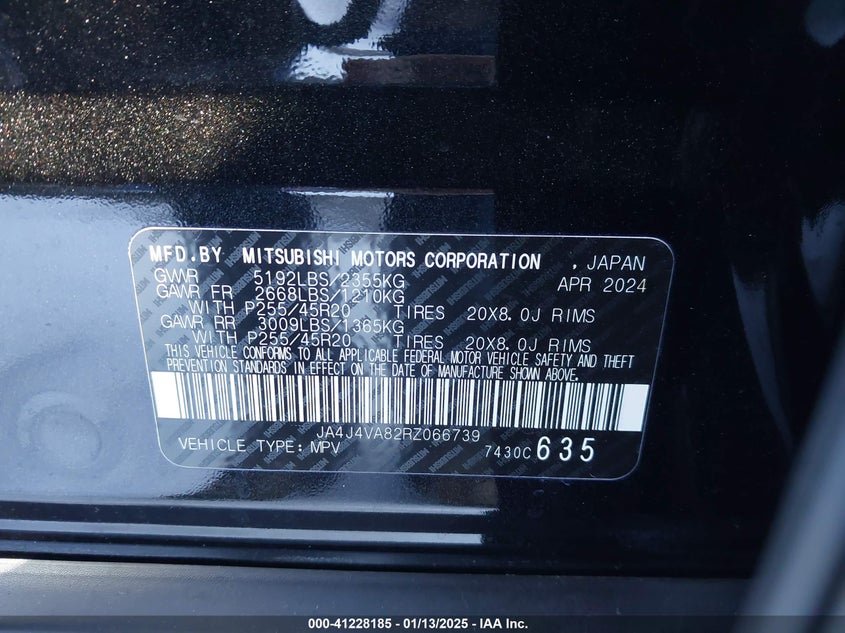 MFD.BY MITSUBISHI MOTORS CORPORATION , JAPAN
GVWR 5192LBS/2355KG APR 2024
GAWR FR 2668LBS/1210KG
WITH P255/45R20 TIRES 20X8.0J RIMS
GAWR RR 3009LBS/1365KG
WITH P255/45R20 TIRES 20X8.0J RIMS
THIS VEHICLE CONFORMS TO ALL APPLICABLE FEDERAL MOTOR VEHICLE SAFETY AND THEFT
PREVENTION STANDARDS IN EFFECT ON THE DATE OF MANUFACTURE SHOWN ABOVE.
JA4J4VA82RZ066739
VEHICLE TYPE: MPV 7430C 635
000-41228185 - 01/13/2025 - IAA Inc.